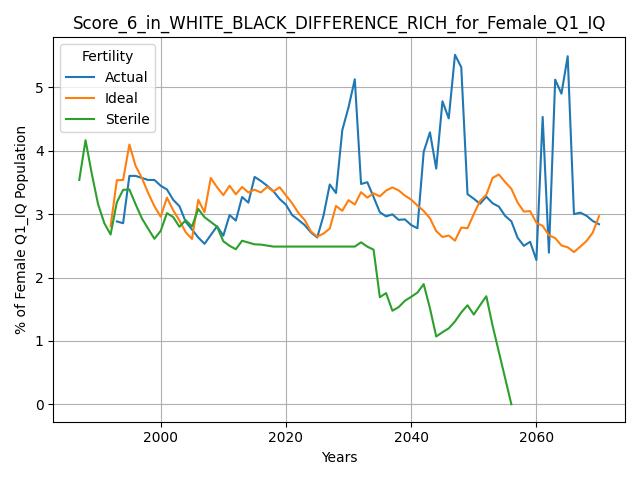 Score_6_in_WHITE_BLACK_DIFFERENCE_RICH_for_Female_Q1_IQ
Fertility
Actual
Ideal
Sterile
% of Female Q1_IQ Population
5
4
3
2
1
0
2000 2020 2040 2060
Years